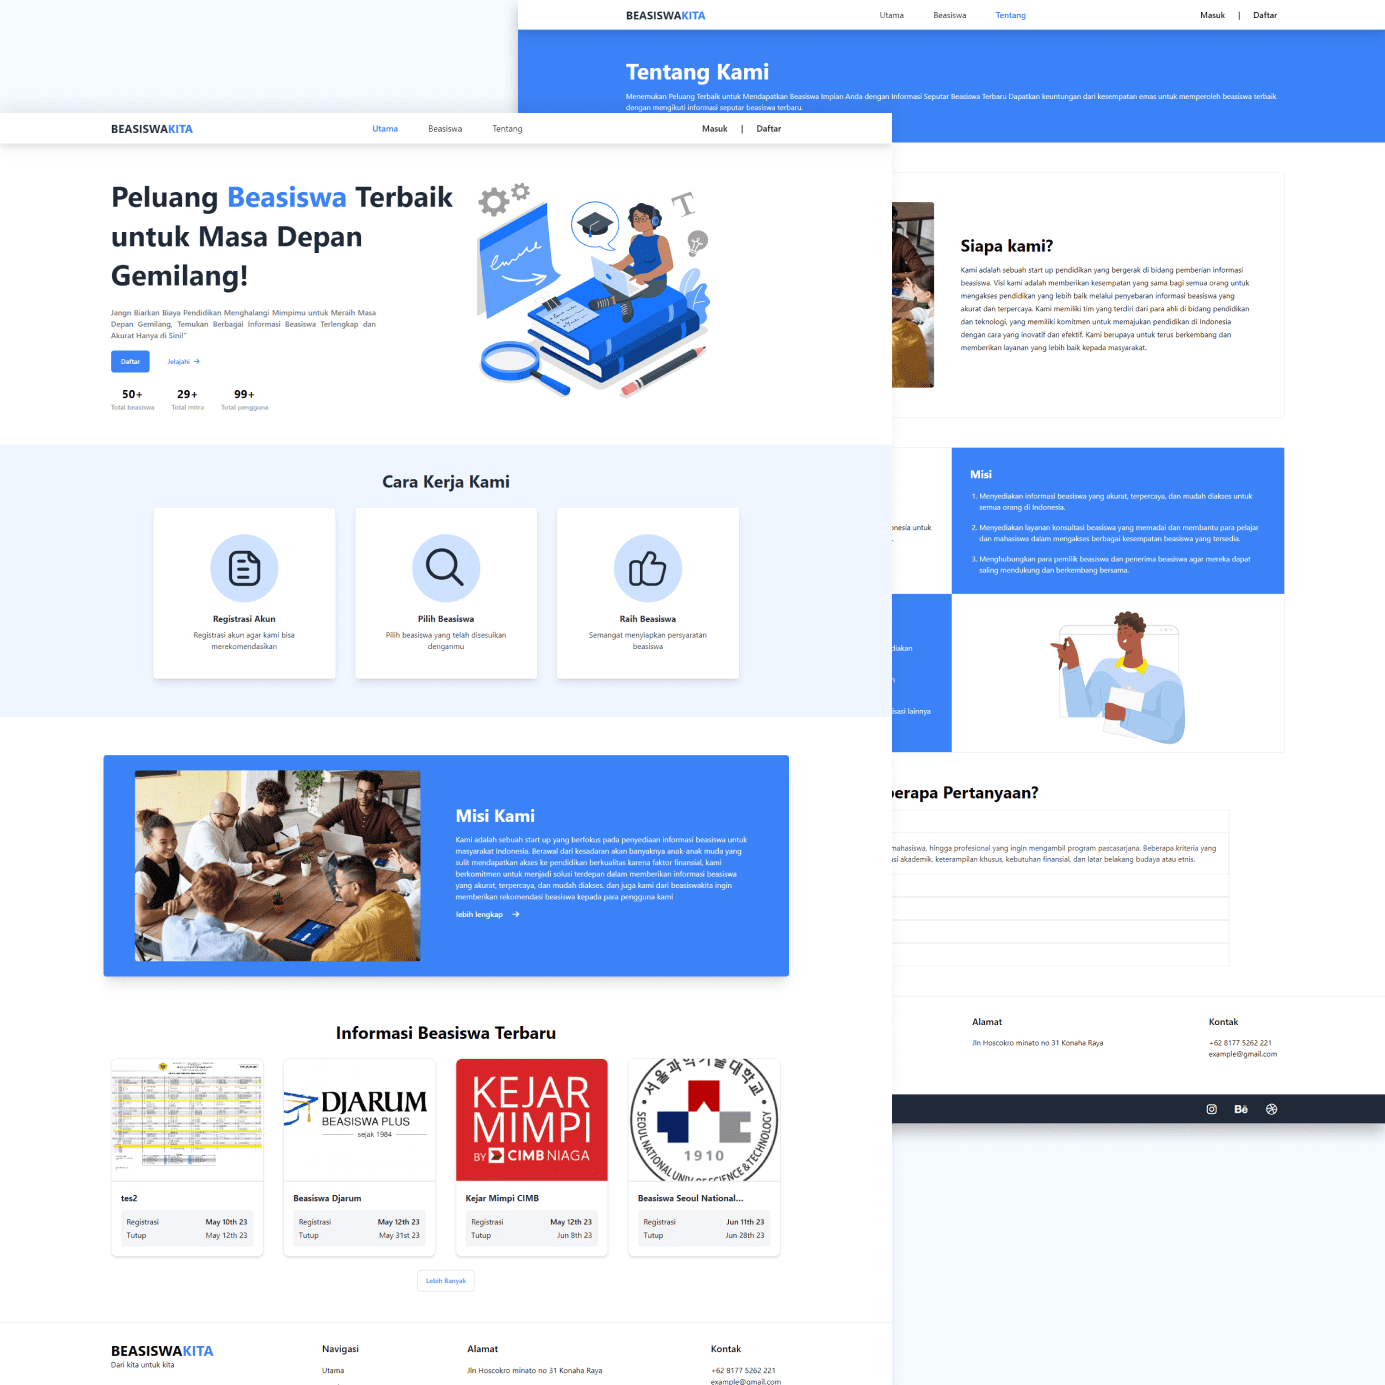 BEASISWAKITA
Utama
Beasiswa
Tentang
Masuk
|
Daftar
Tentang Kami
Menemukan Peluang Terbaik untuk Mendapatkan Beasiswa Impian Anda dengan Informasi Seputar Beasiswa Terbaru Dapatkan keuntungan dari kesempatan emas untuk memperoleh beasiswa terbaik
dengan mengikuti informasi seputar beasiswa terbaru.
BEASISWAKITA
Utama
Beasiswa
Tentang
Masuk
|
Daftar
Peluang Beasiswa Terbaik
untuk Masa Depan
Gemilang!
Jangn Biarkan Biaya Pendidikan Menghalangi Mimpimu untuk Meraih Masa
Depan Gemilang, Temukan Berbagai Informasi Beasiswa Terlengkap dan
Akurat Hanya di Sini!"
Daftar
Jelajahi →
50+
Total beasiswa
29+
Total mitra
99+
Total pengguna
T
Siapa kami?
Kami adalah sebuah start up pendidikan yang bergerak di bidang pemberian informasi
beasiswa. Visi kami adalah memberikan kesempatan yang sama bagi semua orang untuk
mengakses pendidikan yang lebih baik melalui penyebaran informasi beasiswa yang
akurat dan terpercaya. Kami memiliki tim yang terdiri dari para ahli di bidang pendidikan
dan teknologi, yang memiliki komitmen untuk memajukan pendidikan di Indonesia
dengan cara yang inovatif dan efektif. Kami berupaya untuk terus berkembang dan
memberikan layanan yang lebih baik kepada masyarakat.
Cara Kerja Kami
Registrasi Akun
Registrasi akun agar kami bisa
merekomendasikan
Pilih Beasiswa
Pilih beasiswa yang telah disesuikan
denganmu
Raih Beasiswa
Semangat menyiapkan persyaratan
beasiswa
nesia untuk
Misi
1. Menyediakan informasi beasiswa yang akurat, terpercaya, dan mudah diakses untuk
semua orang di Indonesia.
2. Menyediakan layanan konsultasi beasiswa yang memadai dan membantu para pelajar
dan mahasiswa dalam mengakses berbagai kesempatan beasiswa yang tersedia.
3. Menghubungkan para pemilik beasiswa dan penerima beasiswa agar mereka dapat
saling mendukung dan berkembang bersama.
diakan
n
isasi lainnya
Misi Kami
Kami adalah sebuah start up yang berfokus pada penyediaan informasi beasiswa untuk
masyarakat Indonesia. Berawal dari kesadaran akan banyaknya anak-anak muda yang
sulit mendapatkan akses ke pendidikan berkualitas karena faktor finansial, kami
berkomitmen untuk menjadi solusi terdepan dalam memberikan informasi beasiswa
yang akurat, terpercaya, dan mudah diakses. dan juga kami dari beasiswakita ingin
memberikan rekomendasi beasiswa kepada para pengguna kami
lebih lengkap →
berapa Pertanyaan?
mahasiswa, hingga profesional yang ingin mengambil program pascasarjana. Beberapa kriteria yang
si akademik, keterampilan khusus, kebutuhan finansial, dan latar belakang budaya atau etnis.
Alamat
Jln Hoscokro minato no 31 Konaha Raya
Kontak
+62 8177 5262 221
example@gmail.com
Bē
Informasi Beasiswa Terbaru
tes2
Registrasi
May 10th 23
Tutup
May 12th 23
DJARUM
BEASISWA PLUS
sejak 1984
Beasiswa Djarum
Registrasi
May 12th 23
Tutup
May 31st 23
KEJAR
MIMPI
BY CIMB NIAGA
Kejar Mimpi CIMB
Registrasi
May 12th 23
Tutup
Jun 8th 23
서울과학기술대학교
SEOUL NATIONAL UNIV OF SCIENCE & TECHNOLOGY
1910
Beasiswa Seoul National...
Registrasi
Jun 11th 23
Tutup
Jun 28th 23
Lebih Banyak
BEASISWAKITA
Dari kita untuk kita
Navigasi
Utama
Alamat
Jln Hoscokro minato no 31 Konaha Raya
Kontak
+62 8177 5262 221
example@gmail.com